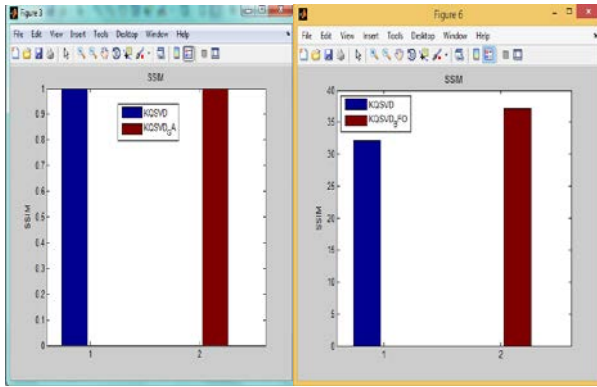 Figure 3
File Edit View Insert Tools Desktop Window Help
SSIM
1
0.9
0.8
0.7
0.6
0.5
0.4
0.3
0.2
0.1
0
SSIM
KQSVD
KQSVD_GA
1 2
Figure 6
File Edit View Insert Tools Desktop Window Help
SSIM
40
35
30
25
20
15
10
5
0
SSIM
KQSVD
KQSVD_BFO
1 2